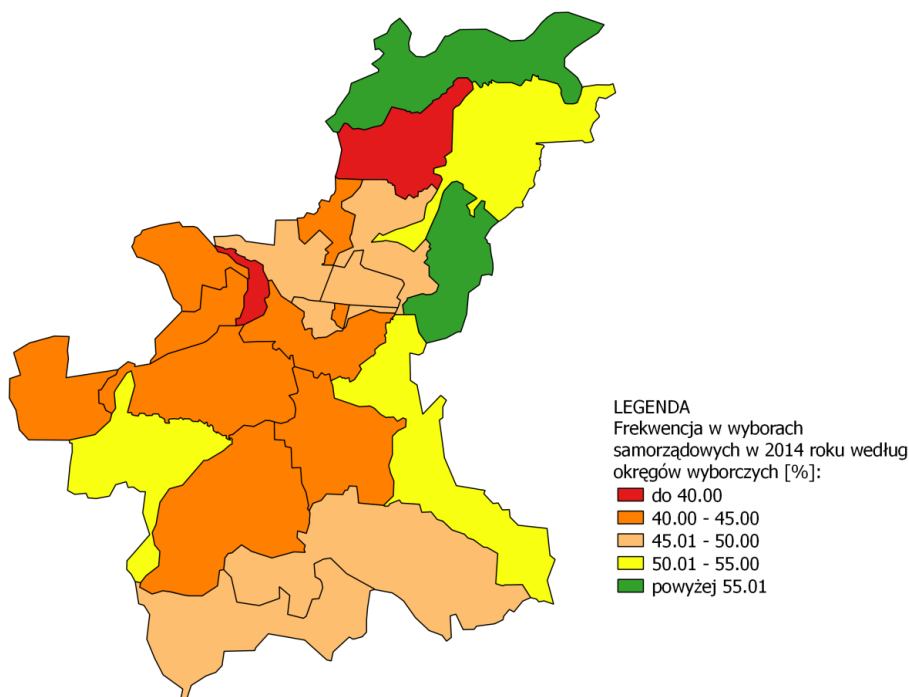 LEGENDA
Frekwencja w wyborach
samorządowych w 2014 roku według
okręgów wyborczych [%]:
do 40.00
40.00 - 45.00
45.01 - 50.00
50.01 - 55.00
powyżej 55.01